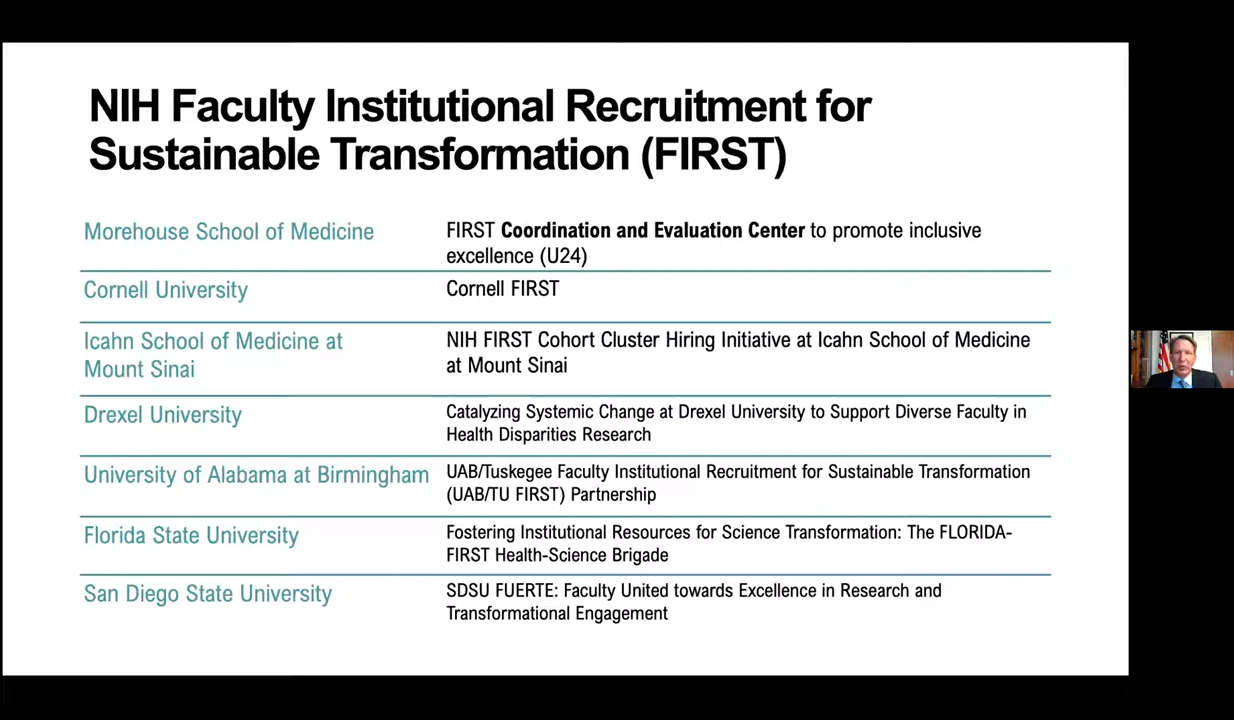 NIH Faculty Institutional Recruitment for
Sustainable Transformation (FIRST)
Morehouse School of Medicine
FIRST Coordination and Evaluation Center to promote inclusive
excellence (U24)
Cornell University
Cornell FIRST
Icahn School of Medicine at
Mount Sinai
NIH FIRST Cohort Cluster Hiring Initiative at Icahn School of Medicine
at Mount Sinai
Drexel University
Catalyzing Systemic Change at Drexel University to Support Diverse Faculty in
Health Disparities Research
University of Alabama at Birmingham
UAB/Tuskegee Faculty Institutional Recruitment for Sustainable Transformation
(UAB/TU FIRST) Partnership
Florida State University
Fostering Institutional Resources for Science Transformation: The FLORIDA-
FIRST Health-Science Brigade
San Diego State University
SDSU FUERTE: Faculty United towards Excellence in Research and
Transformational Engagement